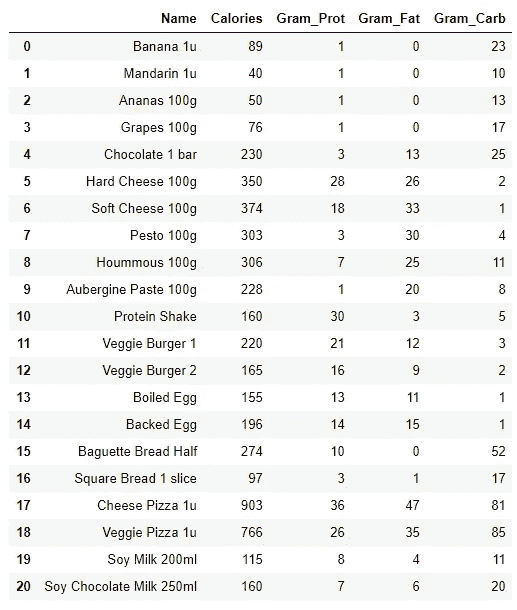 Name Calories Gram_Prot Gram_Fat Gram_Carb
0 Banana 1u 89 1 0 23
1 Mandarin 1u 40 1 0 10
2 Ananas 100g 50 1 0 13
3 Grapes 100g 76 1 0 17
4 Chocolate 1 bar 230 3 13 25
5 Hard Cheese 100g 350 28 26 2
6 Soft Cheese 100g 374 18 33 1
7 Pesto 100g 303 3 30 4
8 Hoummous 100g 306 7 25 11
9 Aubergine Paste 100g 228 1 20 8
10 Protein Shake 160 30 3 5
11 Veggie Burger 1 220 21 12 3
12 Veggie Burger 2 165 16 9 2
13 Boiled Egg 155 13 11 1
14 Backed Egg 196 14 15 1
15 Baguette Bread Half 274 10 0 52
16 Square Bread 1 slice 97 3 1 17
17 Cheese Pizza 1u 903 36 47 81
18 Veggie Pizza 1u 766 26 35 85
19 Soy Milk 200ml 115 8 4 11
20 Soy Chocolate Milk 250ml 160 7 6 20